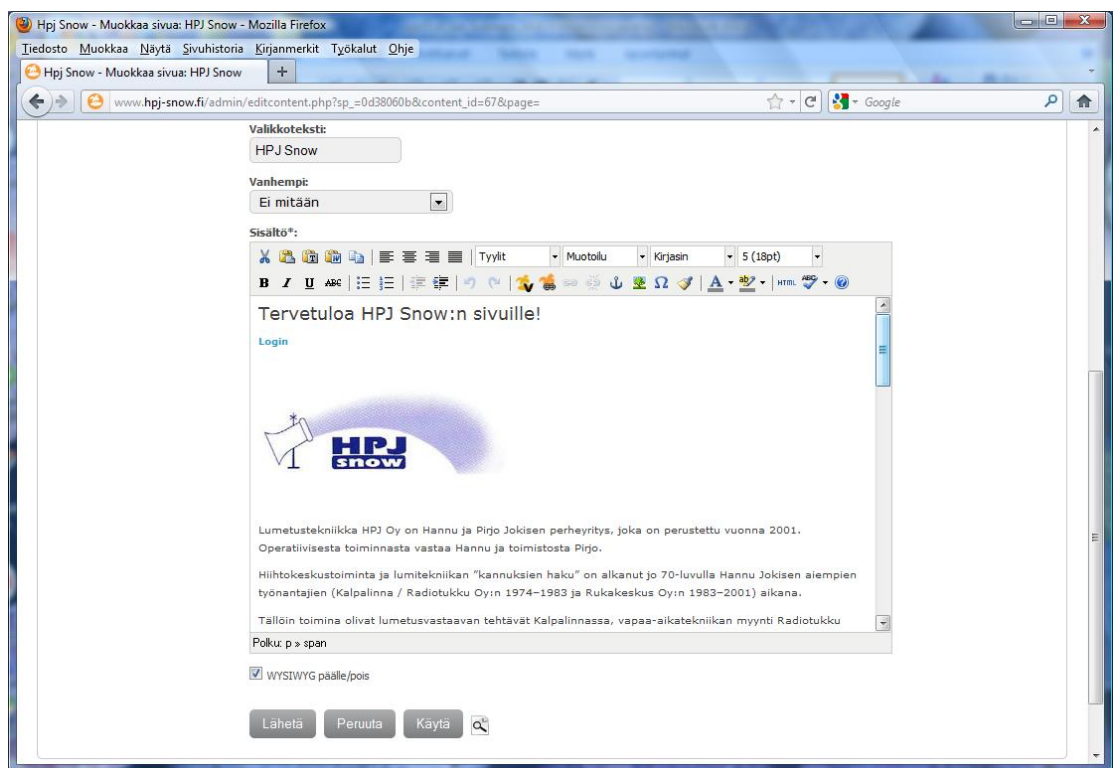 Hpj Snow - Muokkaa sivua: HPJ Snow - Mozilla Firefox
Tiedosto Muokkaa Näytä Sivuhistoria Kirjanmerkit Työkalut Ohje
Hpj Snow - Muokkaa sivua: HPJ Snow
www.hpj-snow.fi/admin/editcontent.php?sp_=0d38060b&content_id=67&page=
Google
Valikkoteksti:
HPJ Snow
Vanhempi:
Ei mitään
Sisältö*:
Tyylit Muotoilu Kirjasin 5 (18pt)
B I U ABC HTML ABC
Tervetuloa HPJ Snow:n sivuille!
Login
HPJ
snow
Lumetustekniikka HPJ Oy on Hannu ja Pirjo Jokisen perheyritys, joka on perustettu vuonna 2001.
Operatiivisesta toiminnasta vastaa Hannu ja toimistosta Pirjo.
Hiihtokeskustoiminta ja lumitekniikan "kannuksien haku" on alkanut jo 70-luvulla Hannu Jokisen aiempien
työnantajien (Kalpalinna / Radiotukku Oy:n 1974–1983 ja Rukakeskus Oy:n 1983–2001) aikana.
Tällöin toimina olivat lumetusvastaavan tehtävät Kalpalinnassa, vapaa-aikatekniikan myynti Radiotukku
Polku: p » span
WYSIWYG päälle/pois
Lähetä Peruuta Käytä